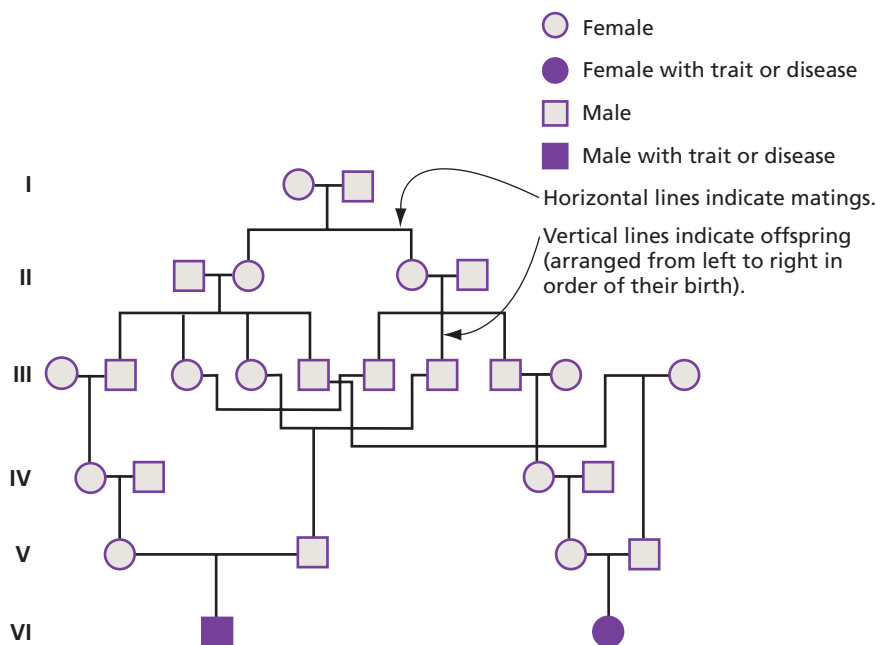 Female
Female with trait or disease
Male
Male with trait or disease
I
Horizontal lines indicate matings.
Vertical lines indicate offspring
(arranged from left to right in
order of their birth).
II
III
IV
V
VI